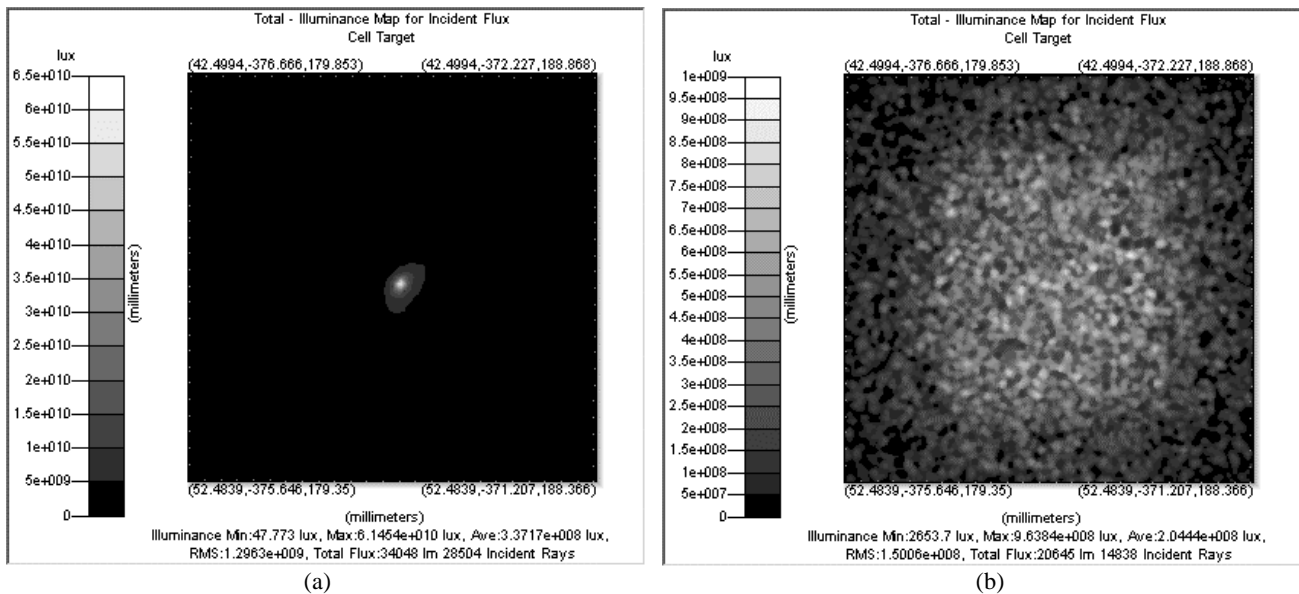 Total - Illuminance Map for Incident Flux
Cell Target
lux
(42.4994,-376.666,179.853) (42.4994,-372.227,188.868)
6.5e+010
6e+010
5.5e+010
5e+010
4.5e+010
4e+010
3.5e+010
3e+010
2.5e+010
2e+010
1.5e+010
1e+010
5e+009
0
(millimeters)
(52.4839,-375.646,179.35) (52.4839,-371.207,188.366)
(millimeters)
Illuminance Min:47.773 lux, Max:6.1454e+010 lux, Ave:3.3717e+008 lux,
RMS:1.2963e+009, Total Flux:34048 lm 28504 Incident Rays
(a)
Total - Illuminance Map for Incident Flux
Cell Target
lux
(42.4994,-376.666,179.853) (42.4994,-372.227,188.868)
1e+009
9.5e+008
9e+008
8.5e+008
8e+008
7.5e+008
7e+008
6.5e+008
6e+008
5.5e+008
5e+008
4.5e+008
4e+008
3.5e+008
3e+008
2.5e+008
2e+008
1.5e+008
1e+008
5e+007
0
(millimeters)
(52.4839,-375.646,179.35) (52.4839,-371.207,188.366)
(millimeters)
Illuminance Min:2653.7 lux, Max:9.6384e+008 lux, Ave:2.0444e+008 lux,
RMS:1.5006e+008, Total Flux:20645 lm 14838 Incident Rays
(b)